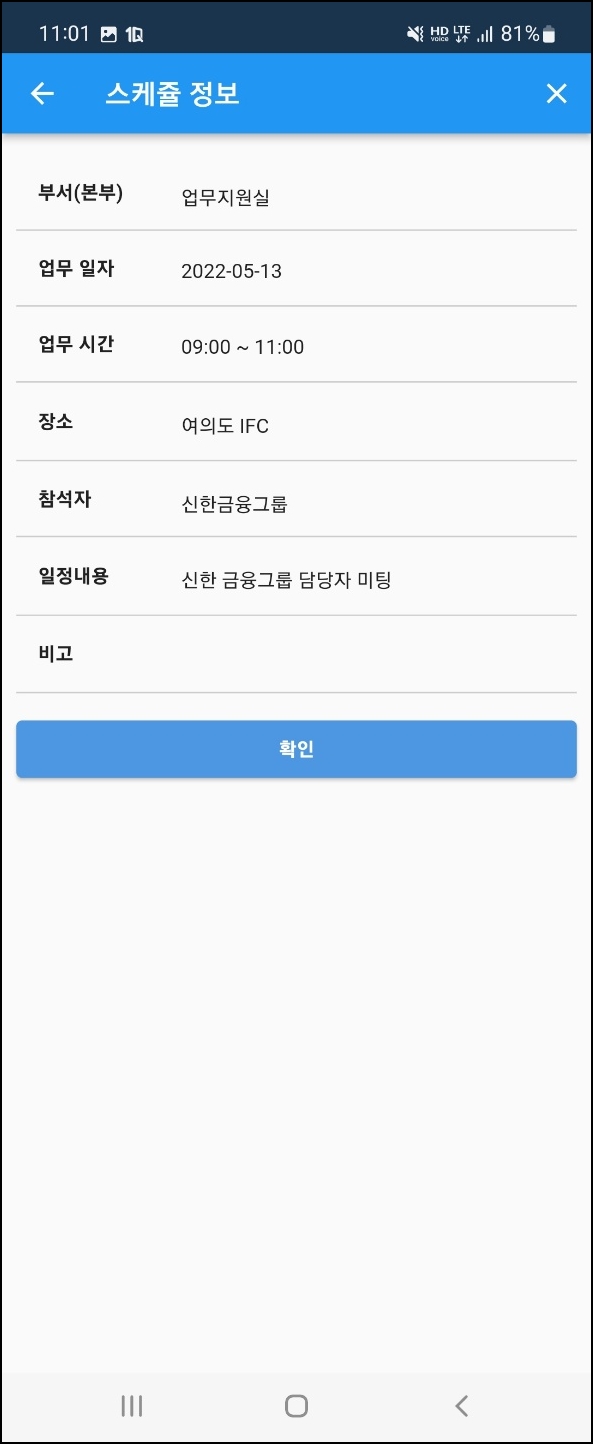 11:01 HD voice LTE 81%
스케쥴 정보
부서(본부) 업무지원실
업무 일자 2022-05-13
업무 시간 09:00 ~ 11:00
장소 여의도 IFC
참석자 신한금융그룹
일정내용 신한 금융그룹 담당자 미팅
비고
확인